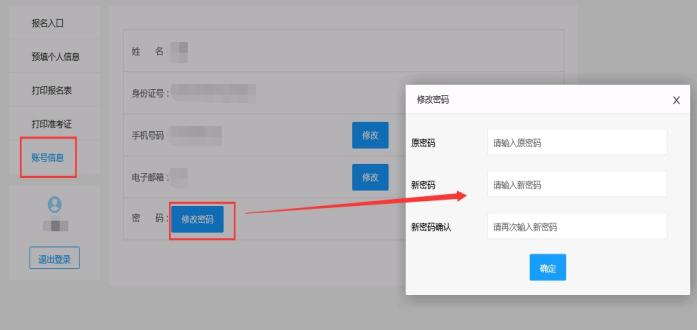 报名入口
预填个人信息
打印报名表
打印准考证
账号信息
退出登录
姓 名
身份证号：
手机号码 修改
电子邮箱： 修改
密 码： 修改密码
修改密码 X
原密码 请输入原密码
新密码 请输入新密码
新密码确认 请再次输入新密码
确定